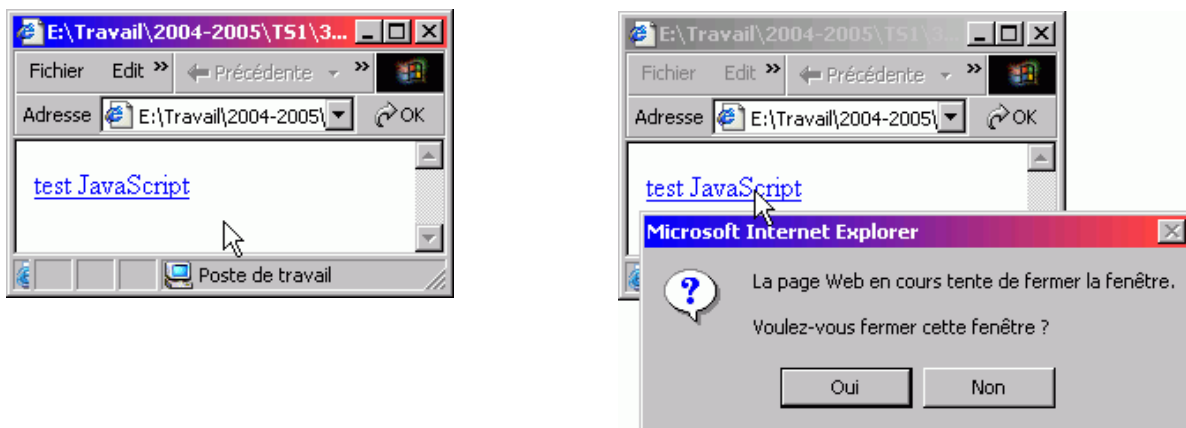 E:\Travail\2004-2005\TS1\3...
Fichier Edit » Précédente »
Adresse E:\Travail\2004-2005\ OK
test JavaScript
Poste de travail
E:\Travail\2004-2005\TS1\3...
Fichier Edit » Précédente »
Adresse E:\Travail\2004-2005\ OK
test JavaScript
Microsoft Internet Explorer
La page Web en cours tente de fermer la fenêtre.
Voulez-vous fermer cette fenêtre ?
Oui Non